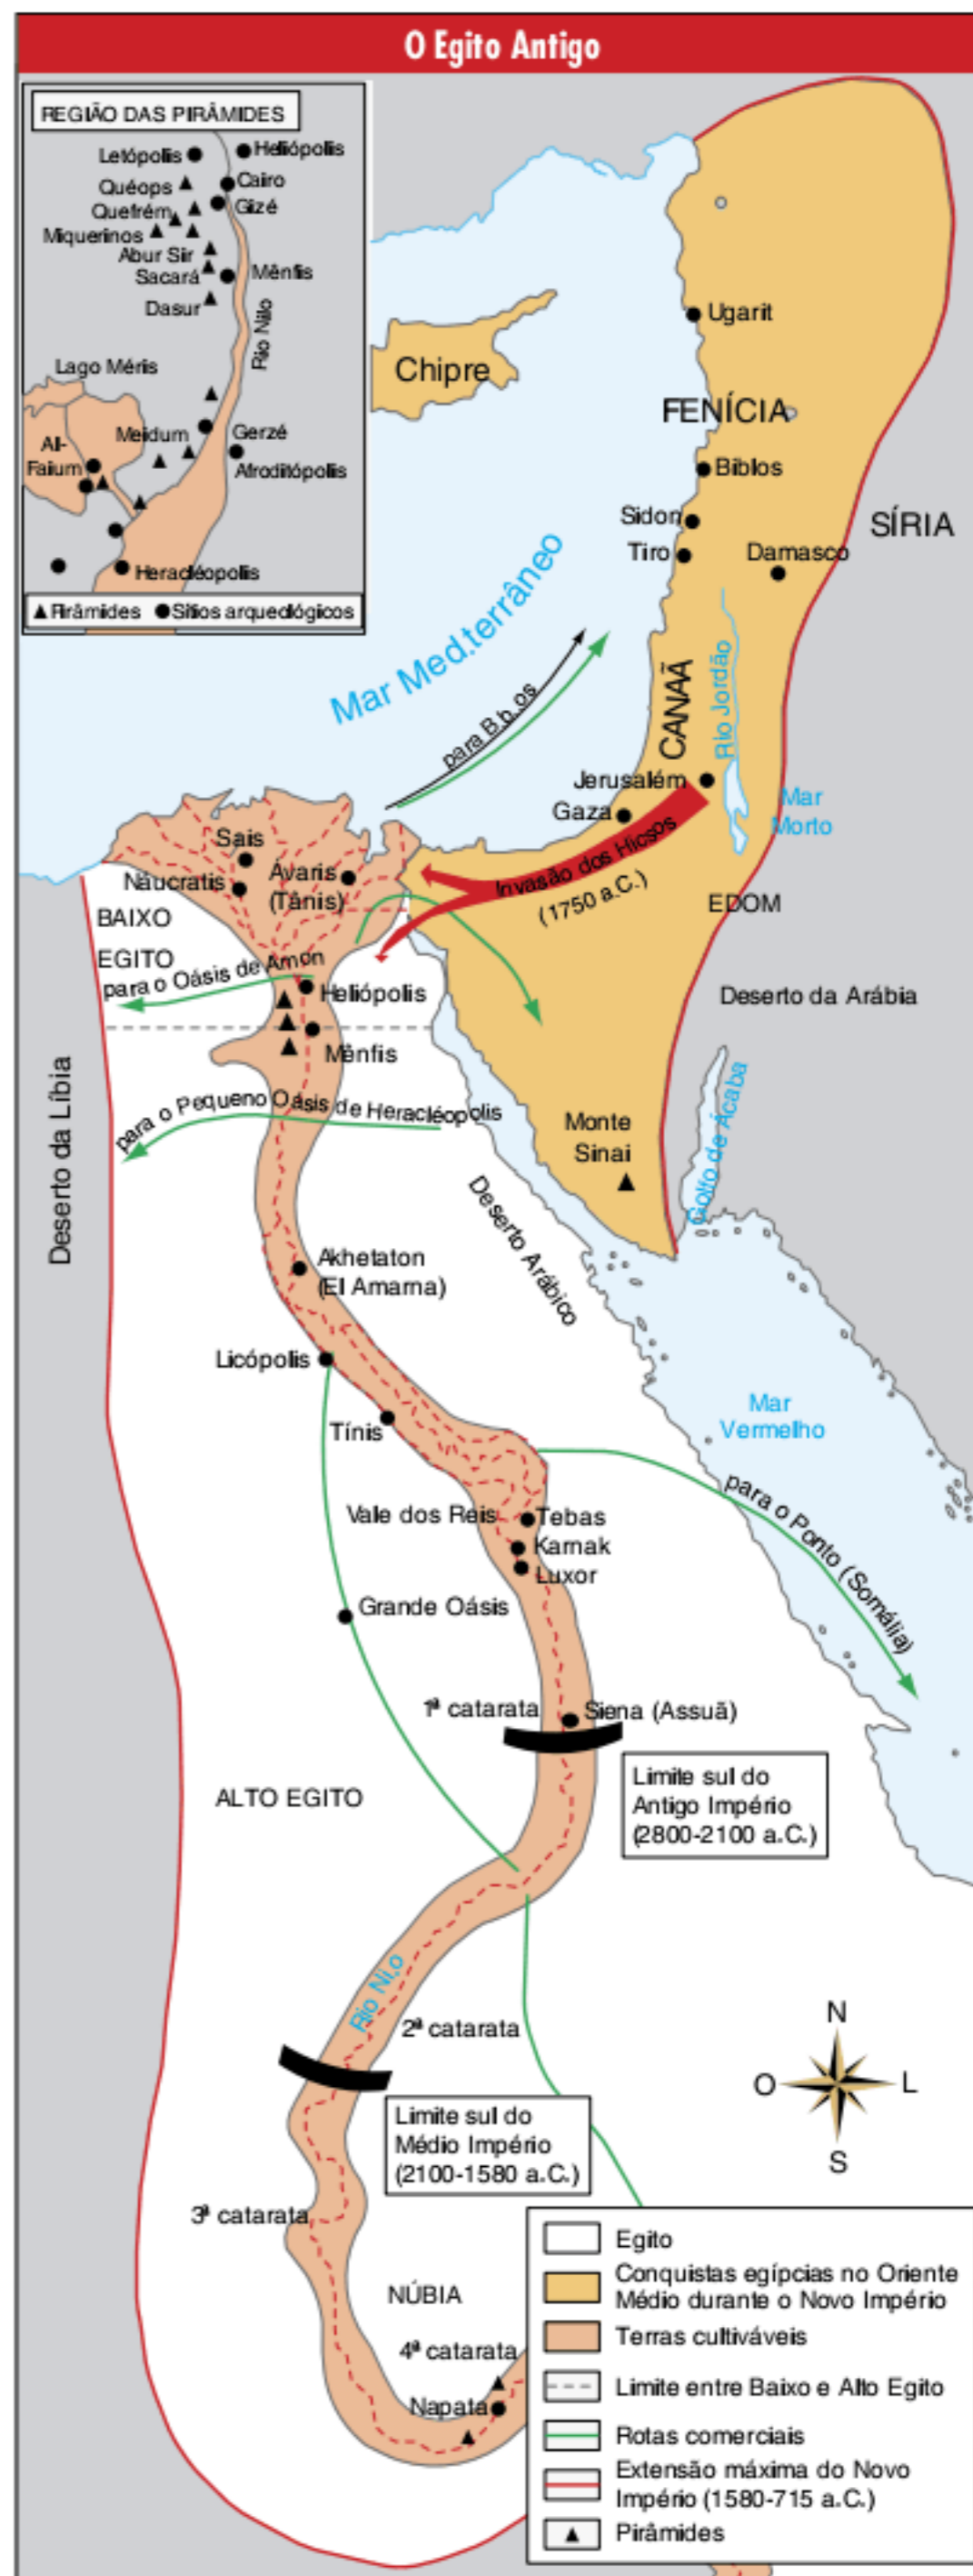 O Egito Antigo
REGIÃO DAS PIRÂMIDES
Letópolis
Heliópolis
Quéops
Cairo
Quefrém
Gizé
Miquerinos
Abur Sir
Sacará
Mênfis
Dasur
Rio Nilo
Lago Méris
Meidum
Gerzé
Al-
Faium
Afroditópolis
Heracléopolis
Pirâmides
Sítios arqueológicos
Chipre
Ugarit
FENÍCIA
Biblos
Sidon
SÍRIA
Tiro
Damasco
Mar Mediterrâneo
para Biblos
CANAÃ
Rio Jordão
Jerusalém
Gaza
Mar
Morto
Invasão dos Hicsos
(1750 a.C.)
EDOM
Sais
Náucratis
Ávaris
(Tânis)
BAIXO
EGITO
para o Oásis de Amon
Heliópolis
Deserto da Arábia
Mênfis
Deserto da Líbia
para o Pequeno Oásis de Heracléopolis
Monte
Sinai
Golfo de Ácaba
Deserto Arábico
Akhetaton
(El Amarna)
Licópolis
Tínis
Mar
Vermelho
para o Ponto (Somália)
Vale dos Reis
Tebas
Karnak
Luxor
Grande Oásis
1ª catarata
Siena (Assuã)
Limite sul do
Antigo Império
(2800-2100 a.C.)
ALTO EGITO
Rio Nilo
2ª catarata
N
O
L
S
Limite sul do
Médio Império
(2100-1580 a.C.)
3ª catarata
NÚBIA
4ª catarata
Napata
Egito
Conquistas egípcias no Oriente
Médio durante o Novo Império
Terras cultiváveis
Limite entre Baixo e Alto Egito
Rotas comerciais
Extensão máxima do Novo
Império (1580-715 a.C.)
Pirâmides